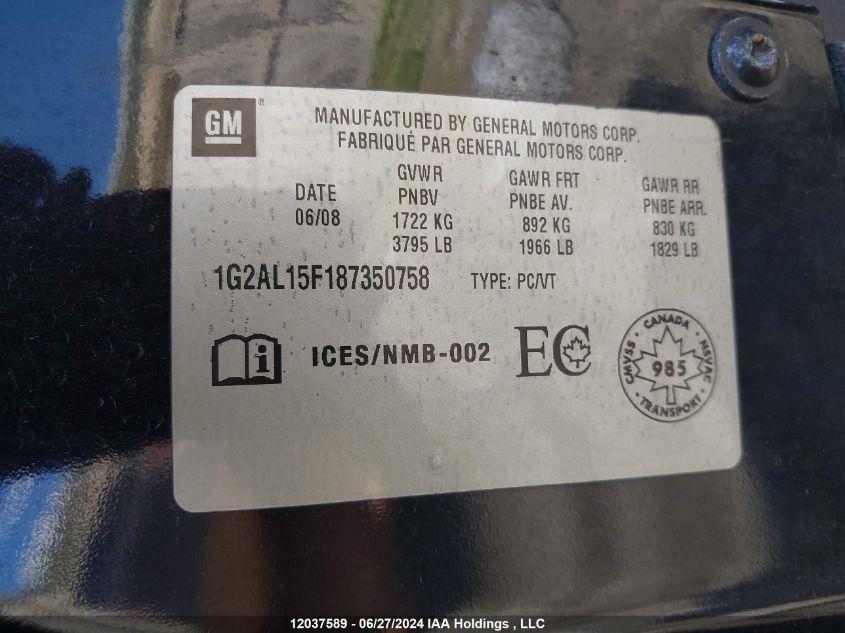 GM ®
MANUFACTURED BY GENERAL MOTORS CORP.
FABRIQUÉ PAR GENERAL MOTORS CORP.
DATE GVWR GAWR FRT GAWR RR
PNBV PNBE AV. PNBE ARR.
06/08 1722 KG 892 KG 830 KG
3795 LB 1966 LB 1829 LB
1G2AL15F187350758 TYPE: PC/VT
i ICES/NMB-002 EC
CANADA
CMVSS 985 NSVAC
TRANSPORT
12037589 - 06/27/2024 IAA Holdings , LLC